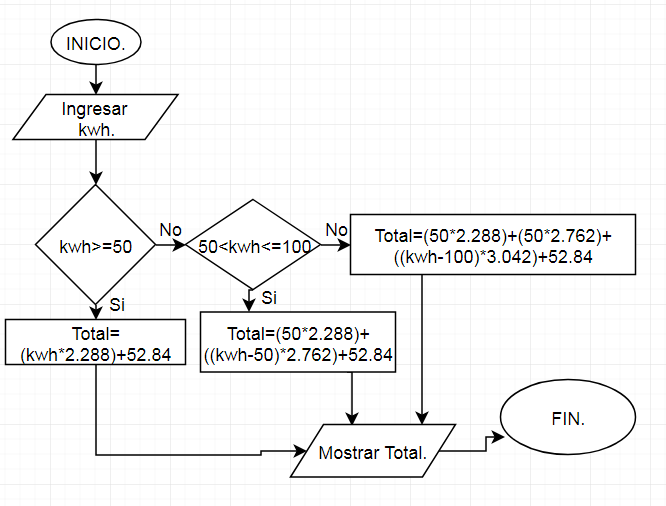 INICIO.
Ingresar
kwh.
kwh>=50
No
50<kwh<=100
No
Total=(50*2.288)+(50*2.762)+
((kwh-100)*3.042)+52.84
Si
Total=
(kwh*2.288)+52.84
Si
Total=(50*2.288)+
((kwh-50)*2.762)+52.84
Mostrar Total.
FIN.